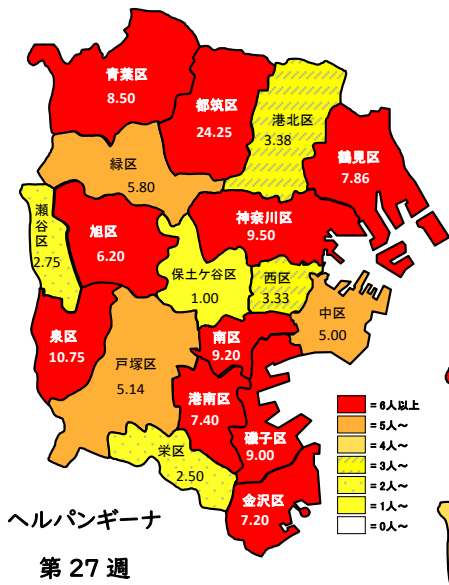 青葉区
8.50
都筑区
24.25
港北区
3.38
鶴見区
7.86
緑区
5.80
神奈川区
9.50
瀬谷区
2.75
旭区
6.20
保土ケ谷区
1.00
西区
3.33
中区
5.00
泉区
10.75
戸塚区
5.14
南区
9.20
港南区
7.40
磯子区
9.00
栄区
2.50
金沢区
7.20
=6人以上
=5人～
=4人～
=3人～
=2人～
=1人～
=0人～
ヘルパンギーナ
第 27 週